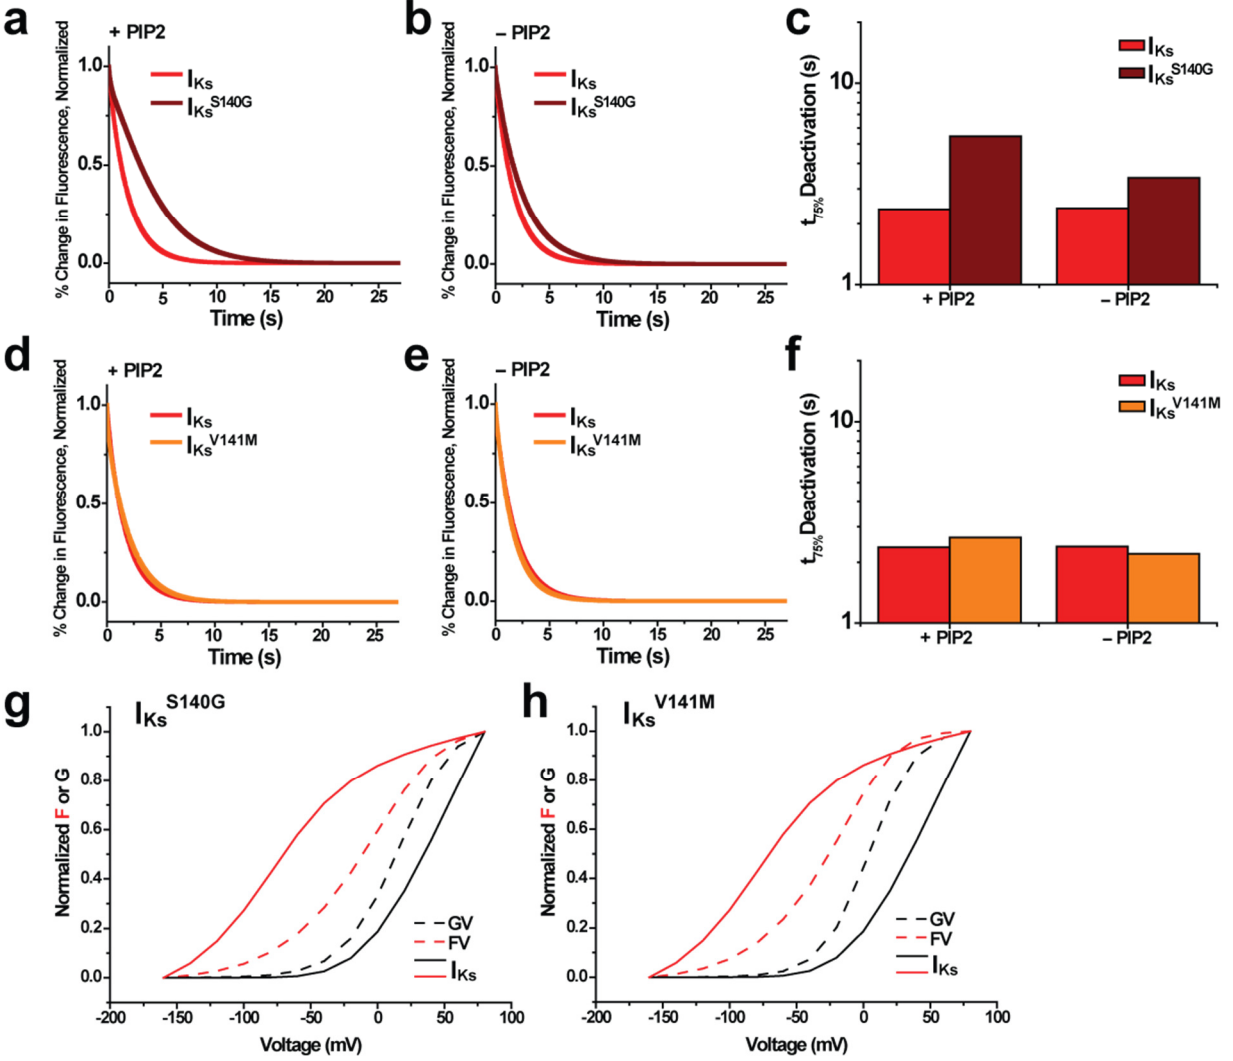 a
+ PIP2
% Change in Fluorescence, Normalized
1.0
0.5
0.0
IKs
IKsS140G
0 5 10 15 20 25
Time (s)
b
– PIP2
% Change in Fluorescence, Normalized
1.0
0.5
0.0
IKs
IKsS140G
0 5 10 15 20 25
Time (s)
c
t75%Deactivation (s)
10
1
IKs
IKsS140G
+ PIP2 – PIP2
d
+ PIP2
% Change in Fluorescence, Normalized
1.0
0.5
0.0
IKs
IKsV141M
0 5 10 15 20 25
Time (s)
e
– PIP2
% Change in Fluorescence, Normalized
1.0
0.5
0.0
IKs
IKsV141M
0 5 10 15 20 25
Time (s)
f
t75%Deactivation (s)
10
1
IKs
IKsV141M
+ PIP2 – PIP2
g
IKsS140G
Normalized F or G
1.0
0.8
0.6
0.4
0.2
0.0
GV
FV
IKs
-200 -150 -100 -50 0 50 100
Voltage (mV)
h
IKsV141M
Normalized F or G
1.0
0.8
0.6
0.4
0.2
0.0
GV
FV
IKs
-200 -150 -100 -50 0 50 100
Voltage (mV)